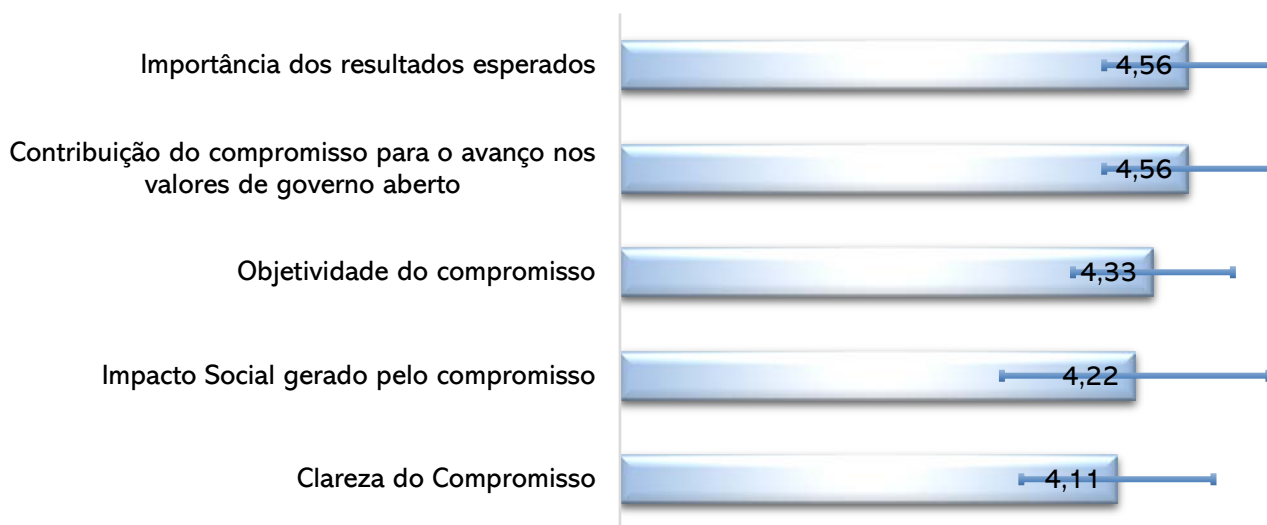 Importância dos resultados esperados
4,56
Contribuição do compromisso para o avanço nos
valores de governo aberto
4,56
Objetividade do compromisso
4,33
Impacto Social gerado pelo compromisso
4,22
Clareza do Compromisso
4,11